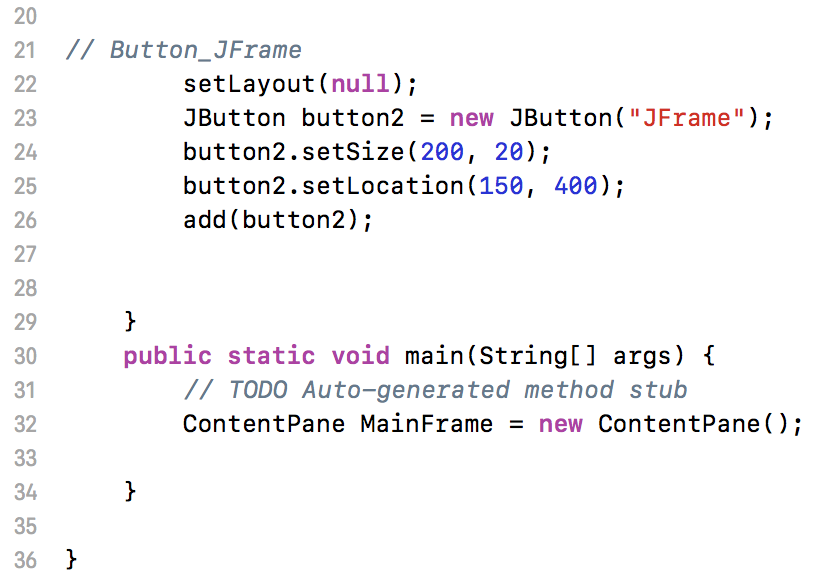 20
21 // Button_JFrame
22 setLayout(null);
23 JButton button2 = new JButton("JFrame");
24 button2.setSize(200, 20);
25 button2.setLocation(150, 400);
26 add(button2);
27
28
29 }
30 public static void main(String[] args) {
31 // TODO Auto-generated method stub
32 ContentPane MainFrame = new ContentPane();
33
34 }
35
36 }